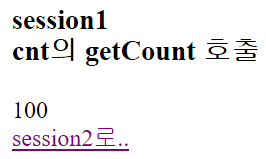 session1
cnt의 getCount 호출
100
session2로..